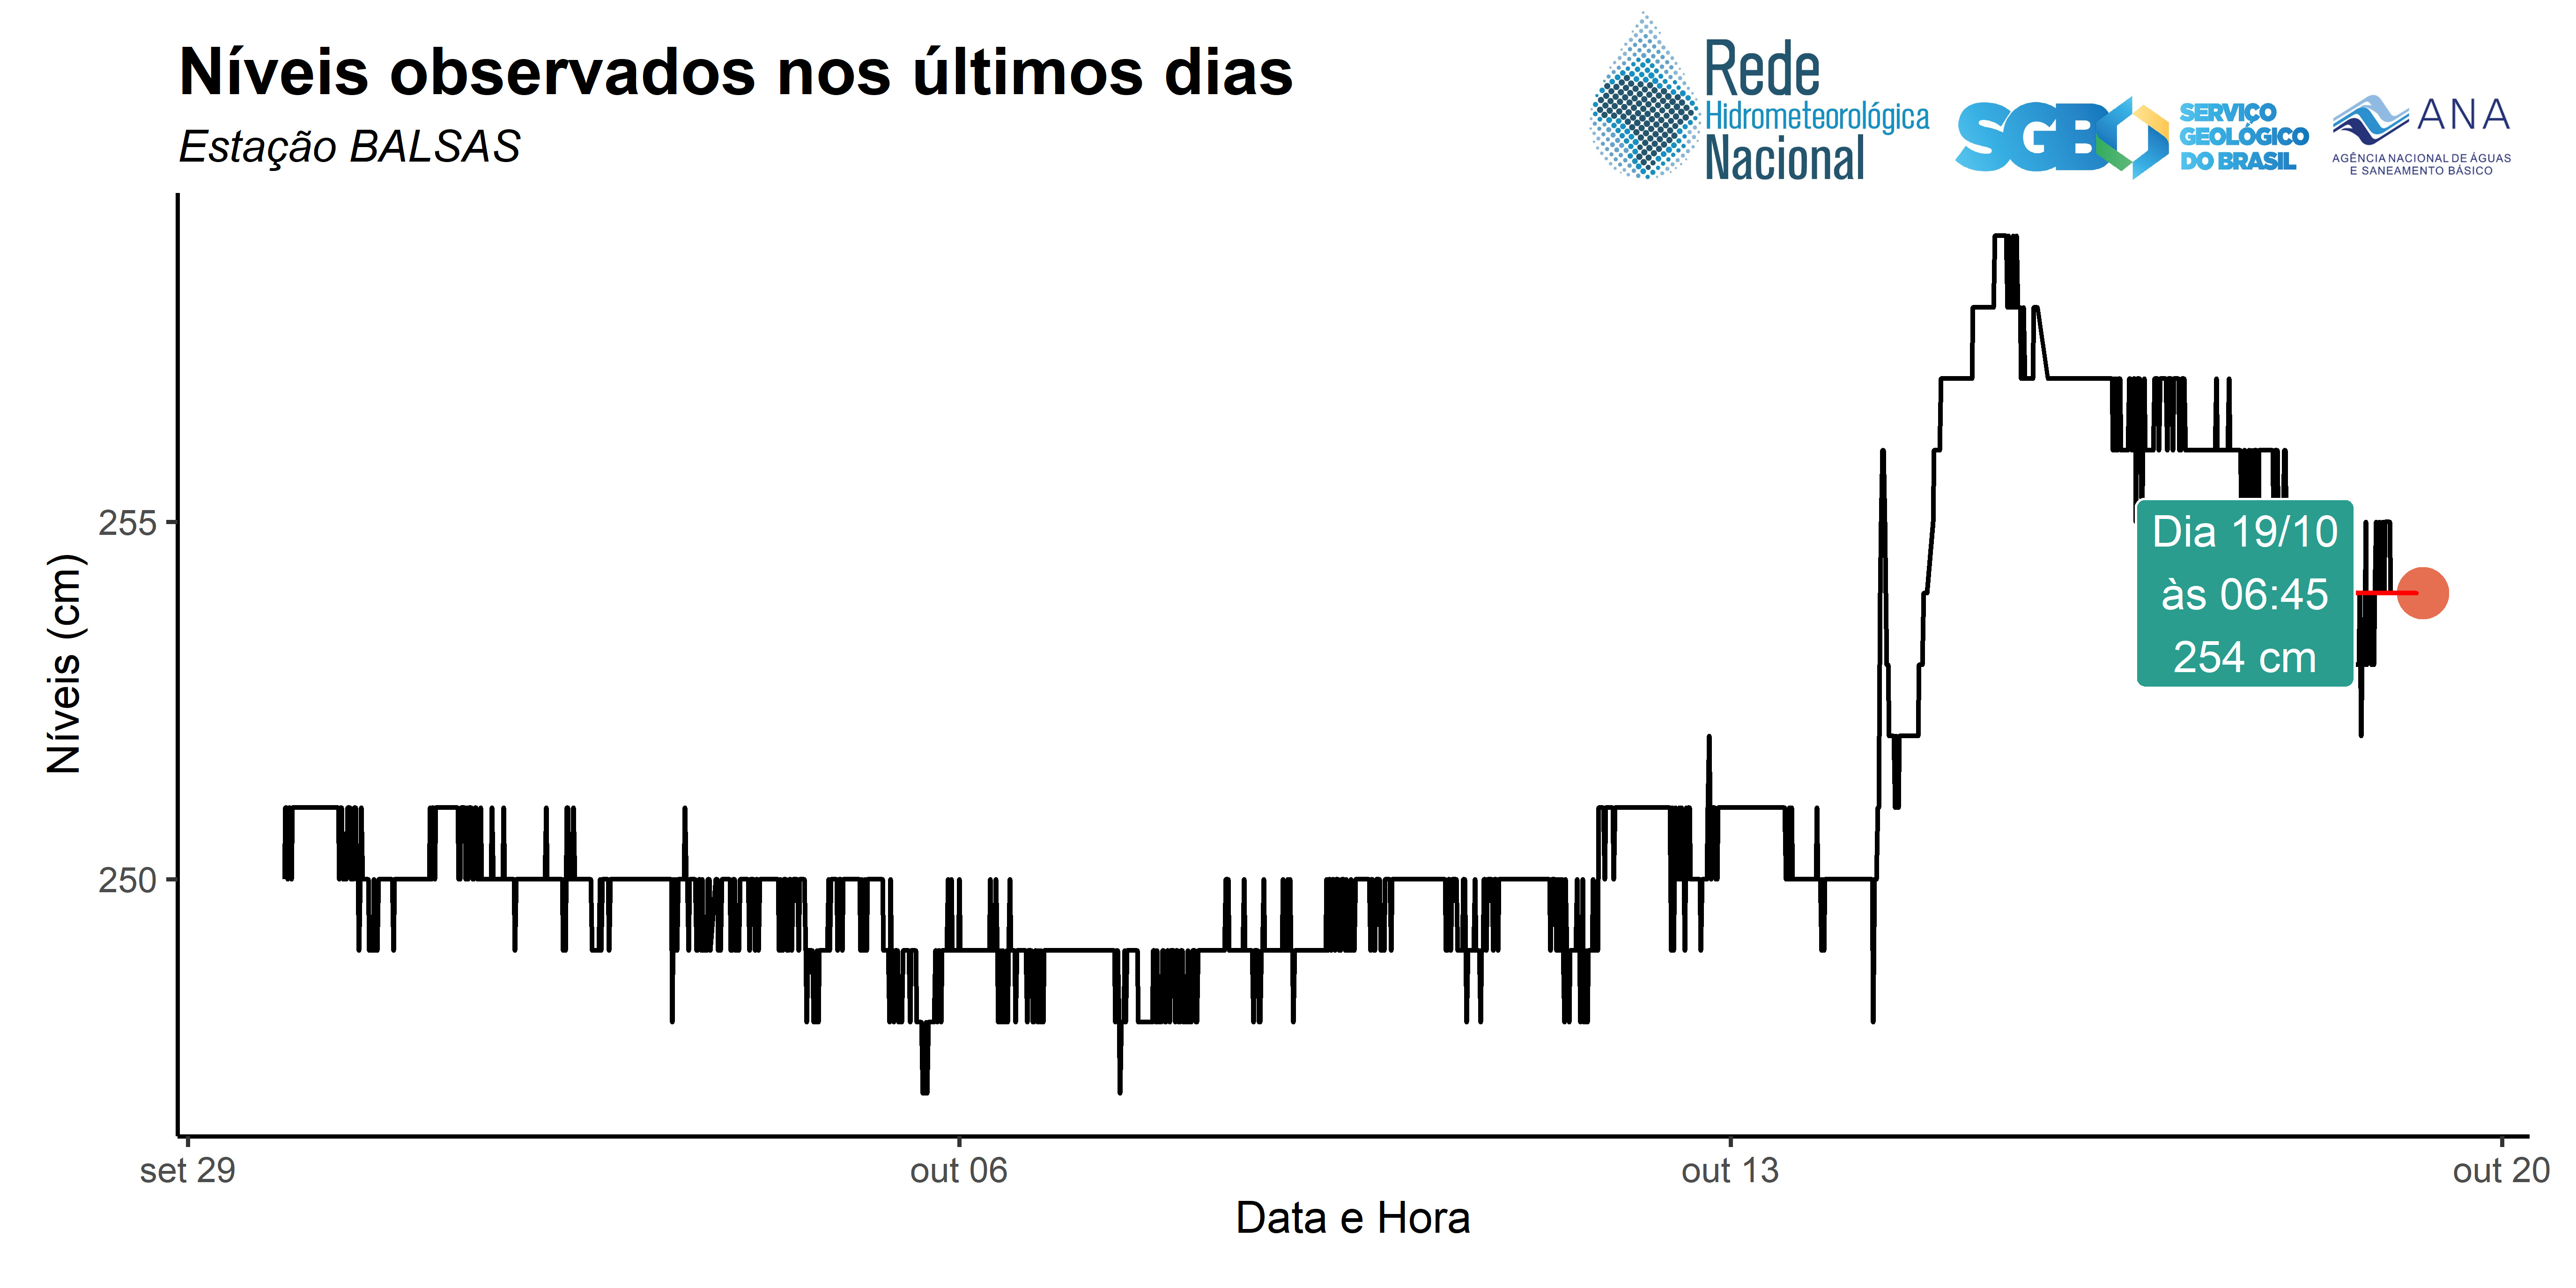 Níveis observados nos últimos dias
Estação BALSAS
Rede
Hidrometeorológica
Nacional
SGB
SERVIÇO
GEOLÓGICO
DO BRASIL
ANA
AGÊNCIA NACIONAL DE ÁGUAS
E SANEAMENTO BÁSICO
Níveis (cm)
255
250
Dia 19/10
às 06:45
254 cm
set 29
out 06
out 13
out 20
Data e Hora